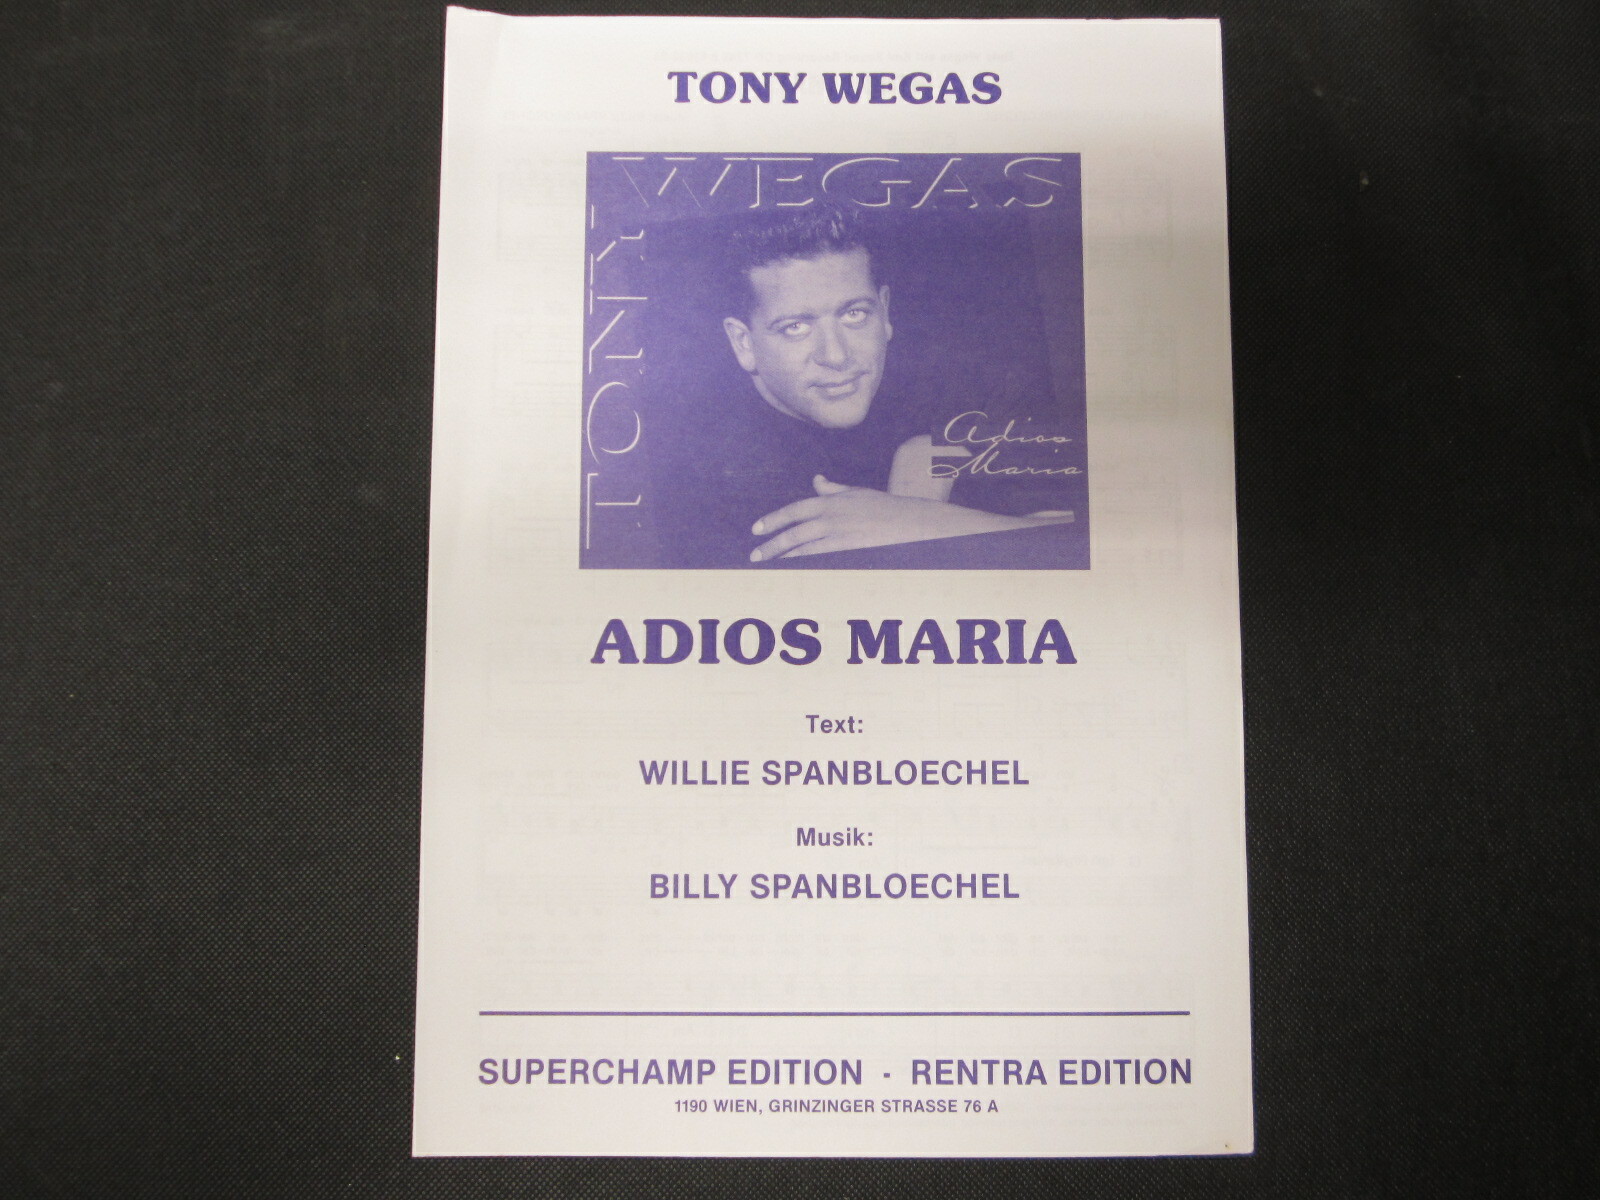 TONY WEGAS
WEGAS
TONY
Adios
Maria
ADIOS MARIA
Text:
WILLIE SPANBLOECHEL
Musik:
BILLY SPANBLOECHEL
SUPERCHAMP EDITION - RENTRA EDITION
1190 WIEN, GRINZINGER STRASSE 76 A